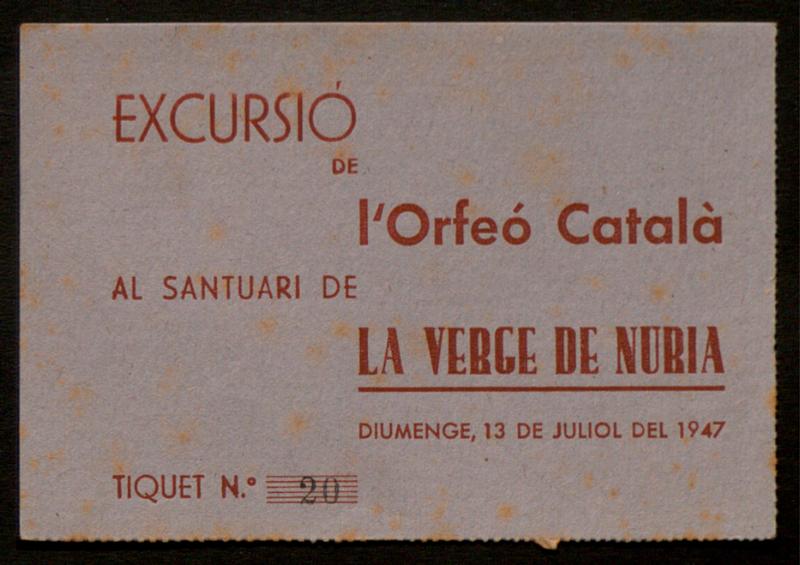 EXCURSIÓ
DE
l'Orfeó Català
AL SANTUARI DE
LA VERGE DE NURIA
DIUMENGE, 13 DE JULIOL DEL 1947
TIQUET N.º 20